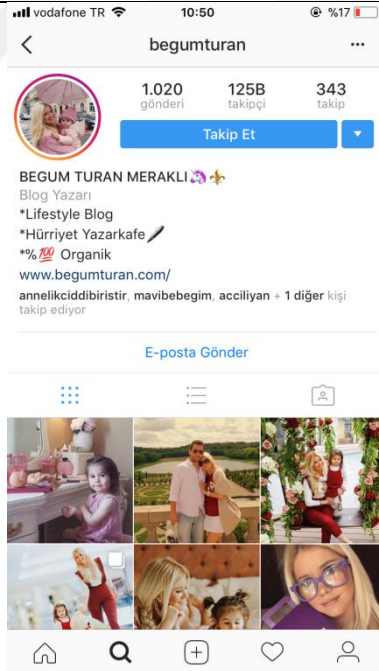 vodafone TR 10:50 %17
begumturan
1.020 125B 343
gönderi takipçi takip
Takip Et
BEGUM TURAN MERAKLI🦄⚜️
Blog Yazarı
*Lifestyle Blog
*Hürriyet Yazarkafe🖋️
*%💯 Organik
www.begumturan.com/
annelikciddibiristir, mavibebegim, acciliyan + 1 diğer kişi
takip ediyor
E-posta Gönder